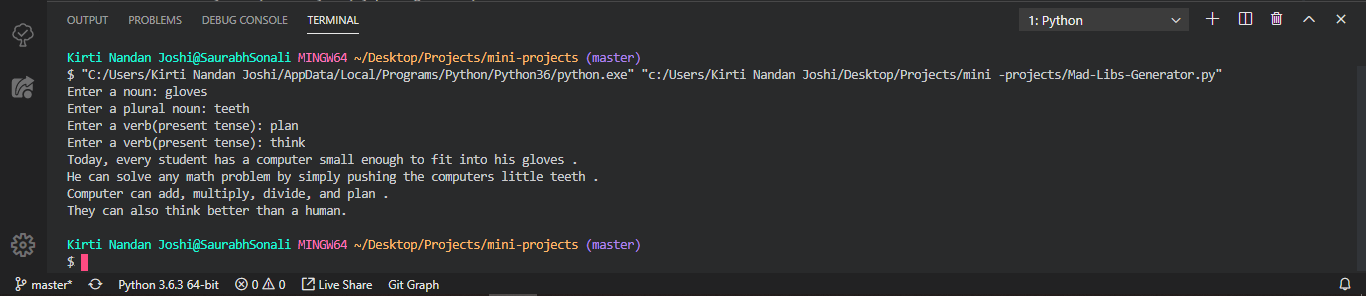 OUTPUT PROBLEMS DEBUG CONSOLE TERMINAL 1: Python
Kirti Nandan Joshi@SaurabhSonali MINGW64 ~/Desktop/Projects/mini-projects (master)
$ "C:/Users/Kirti Nandan Joshi/AppData/Local/Programs/Python/Python36/python.exe" "c:/Users/Kirti Nandan Joshi/Desktop/Projects/mini -projects/Mad-Libs-Generator.py"
Enter a noun: gloves
Enter a plural noun: teeth
Enter a verb(present tense): plan
Enter a verb(present tense): think
Today, every student has a computer small enough to fit into his gloves .
He can solve any math problem by simply pushing the computers little teeth .
Computer can add, multiply, divide, and plan .
They can also think better than a human.
Kirti Nandan Joshi@SaurabhSonali MINGW64 ~/Desktop/Projects/mini-projects (master)
$
master* Python 3.6.3 64-bit 0 0 Live Share Git Graph